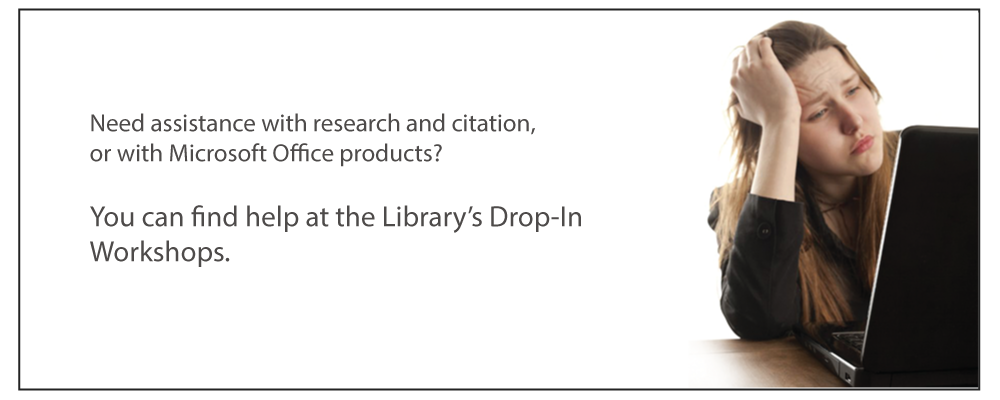 Need assistance with research and citation,
or with Microsoft Office products?
You can find help at the Library’s Drop-In
Workshops.